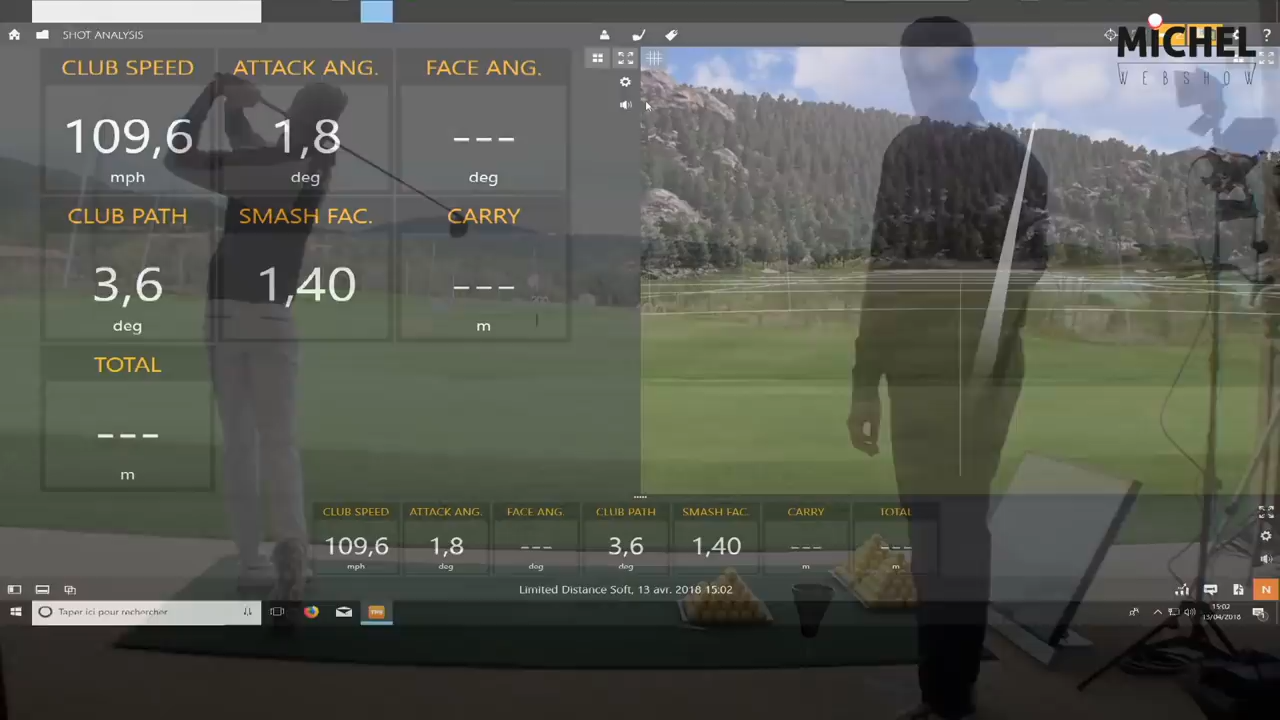 SHOT ANALYSIS
?
MiCHEL
WEBSHOW
CLUB SPEED
109,6
mph
ATTACK ANG.
1,8
deg
FACE ANG.
---
deg
CLUB PATH
3,6
deg
SMASH FAC.
1,40
CARRY
---
m
TOTAL
---
m
CLUB SPEED ATTACK ANG. FACE ANG. CLUB PATH SMASH FAC. CARRY TOTAL
109,6 1,8 --- 3,6 1,40 --- ---
mph deg deg deg m m
Limited Distance Soft, 13 avr. 2018 15:02
N
Taper ici pour rechercher
TPS
15:02
13/04/2018